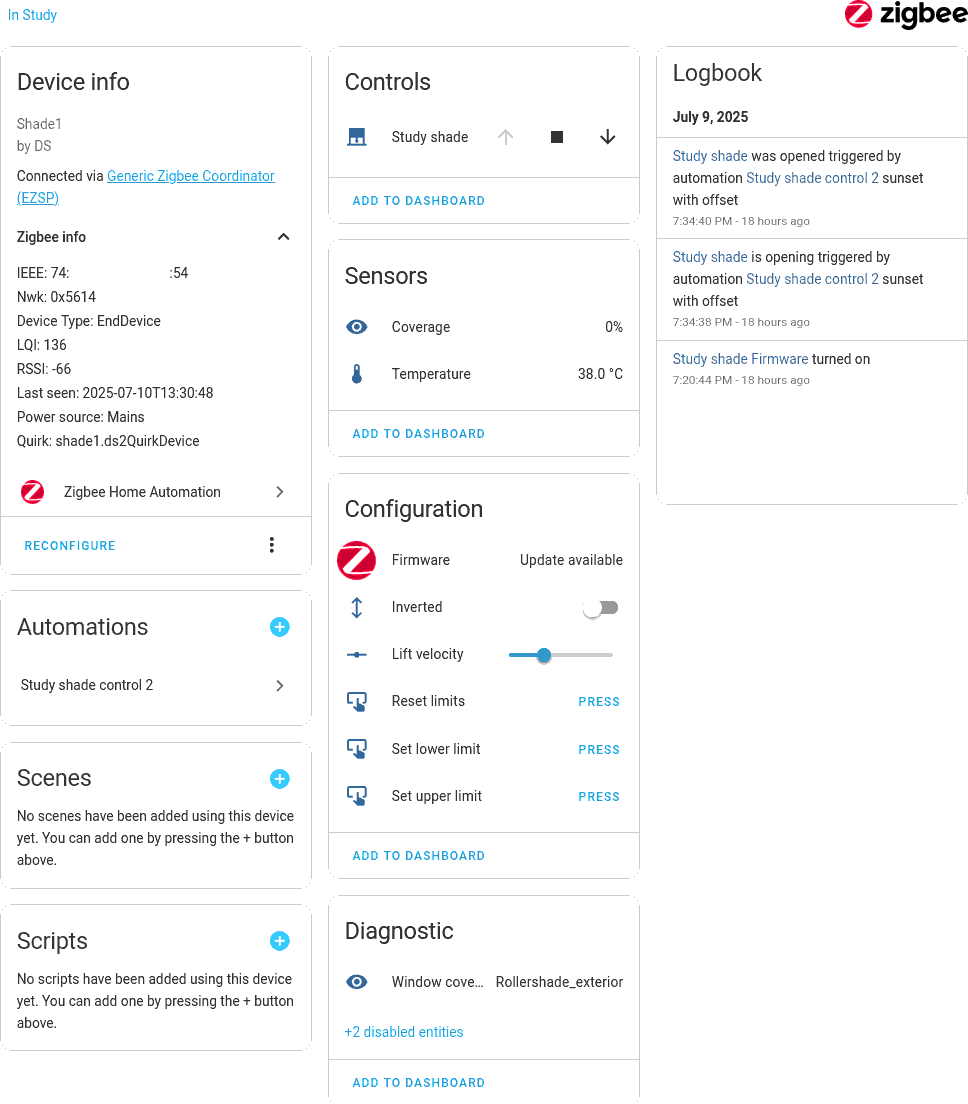 In Study
zigbee
Device info
Shade1
by DS
Connected via Generic Zigbee Coordinator
(EZSP)
Zigbee info
IEEE: 74: :54
Nwk: 0x5614
Device Type: EndDevice
LQI: 136
RSSI: -66
Last seen: 2025-07-10T13:30:48
Power source: Mains
Quirk: shade1.ds2QuirkDevice
Zigbee Home Automation
RECONFIGURE
Automations
Study shade control 2
Scenes
No scenes have been added using this device
yet. You can add one by pressing the + button
above.
Scripts
No scripts have been added using this device
yet. You can add one by pressing the + button
above.
Controls
Study shade
ADD TO DASHBOARD
Sensors
Coverage 0%
Temperature 38.0 °C
ADD TO DASHBOARD
Configuration
Firmware Update available
Inverted
Lift velocity
Reset limits PRESS
Set lower limit PRESS
Set upper limit PRESS
ADD TO DASHBOARD
Diagnostic
Window cove... Rollershade_exterior
+2 disabled entities
ADD TO DASHBOARD
Logbook
July 9, 2025
Study shade was opened triggered by
automation Study shade control 2 sunset
with offset
7:34:40 PM - 18 hours ago
Study shade is opening triggered by
automation Study shade control 2 sunset
with offset
7:34:38 PM - 18 hours ago
Study shade Firmware turned on
7:20:44 PM - 18 hours ago